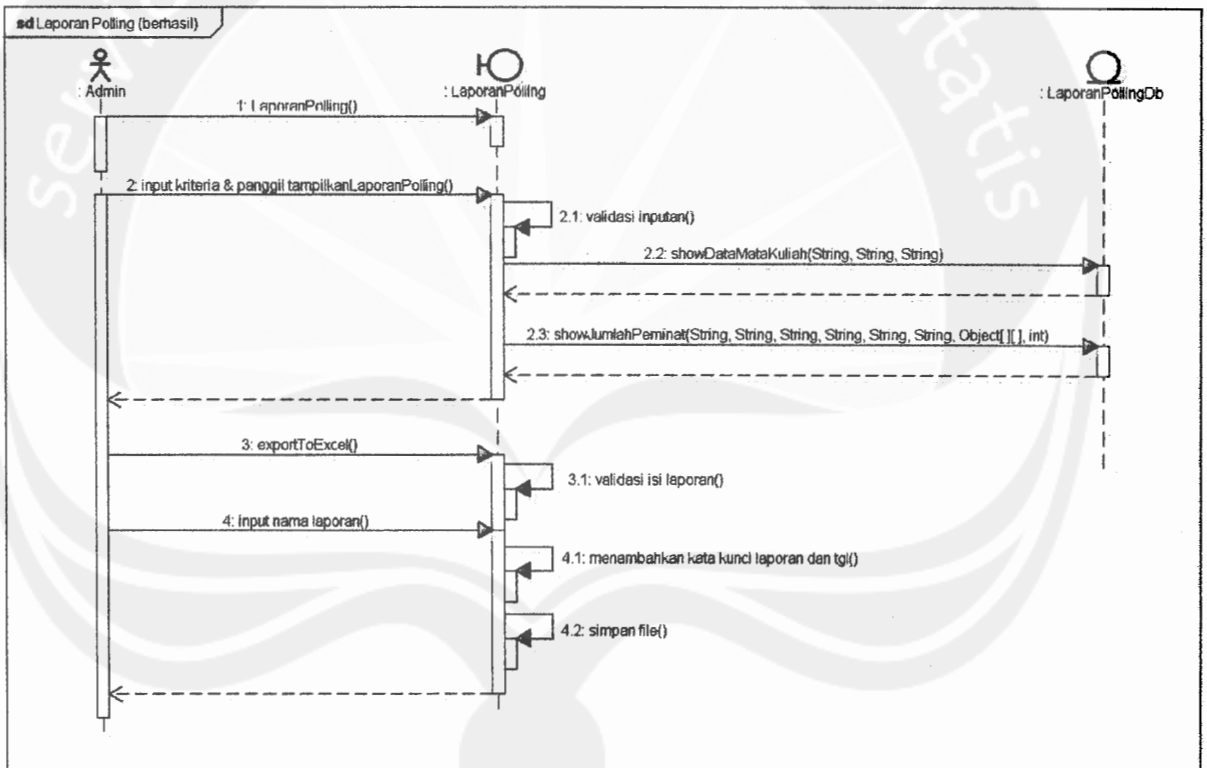 sd Laporan Polling (berhasil)
: Admin
: LaporanPolling
: LaporanPollingDb
1: LaporanPolling()
2: input kriteria & panggil tampilkanLaporanPolling()
2.1: validasi inputan()
2.2: showDataMataKuliah(String, String, String)
2.3: showJumlahPeminat(String, String, String, String, String, String, Object[ ][ ], int)
3: exportToExcel()
3.1: validasi isi laporan()
4: input nama laporan()
4.1: menambahkan kata kunci laporan dan tgl()
4.2: simpan file()